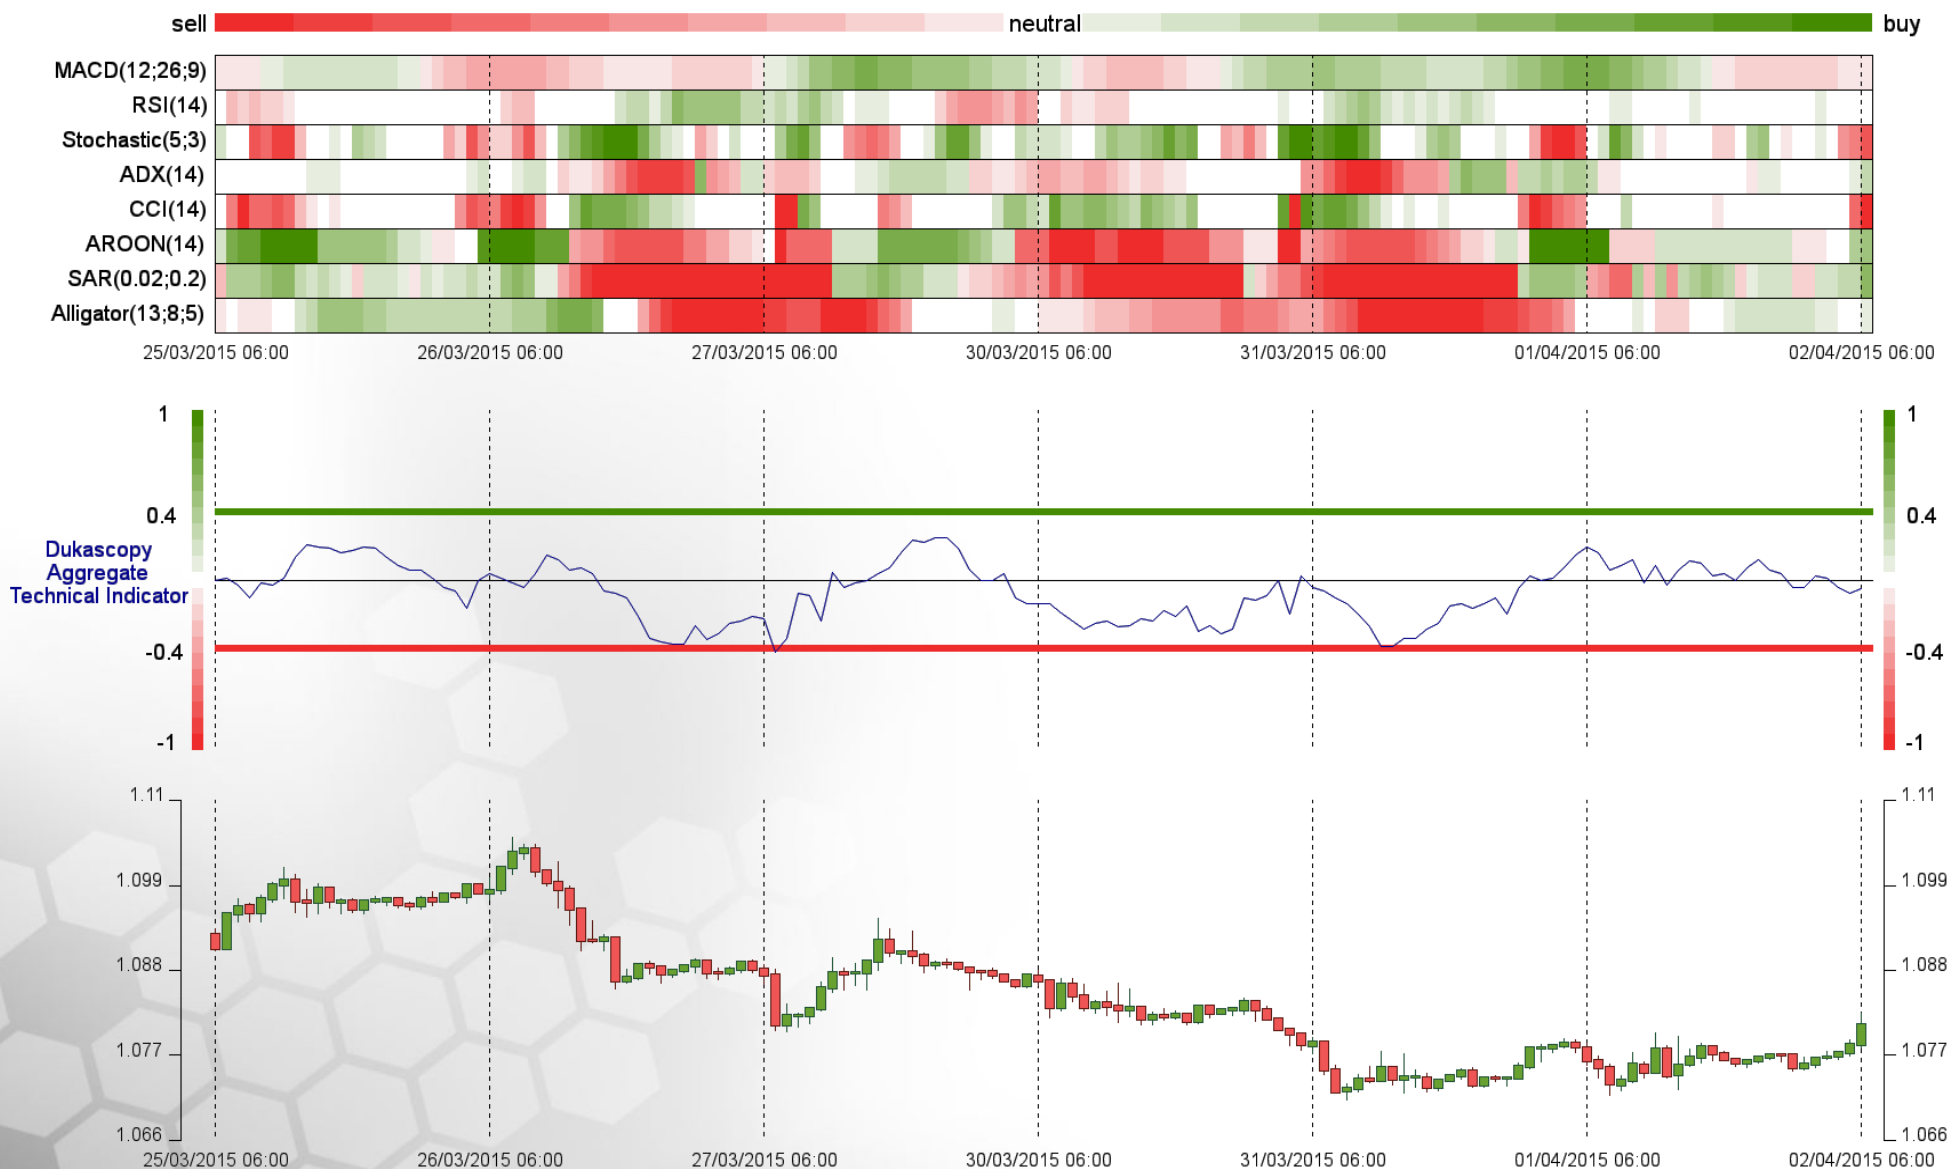 sell neutral buy
MACD(12;26;9)
RSI(14)
Stochastic(5;3)
ADX(14)
CCI(14)
AROON(14)
SAR(0.02;0.2)
Alligator(13;8;5)
25/03/2015 06:00 26/03/2015 06:00 27/03/2015 06:00 30/03/2015 06:00 31/03/2015 06:00 01/04/2015 06:00 02/04/2015 06:00
1 1
0.4 0.4
Dukascopy
Aggregate
Technical Indicator
-0.4 -0.4
-1 -1
1.11 1.11
1.099 1.099
1.088 1.088
1.077 1.077
1.066 1.066
25/03/2015 06:00 26/03/2015 06:00 27/03/2015 06:00 30/03/2015 06:00 31/03/2015 06:00 01/04/2015 06:00 02/04/2015 06:00